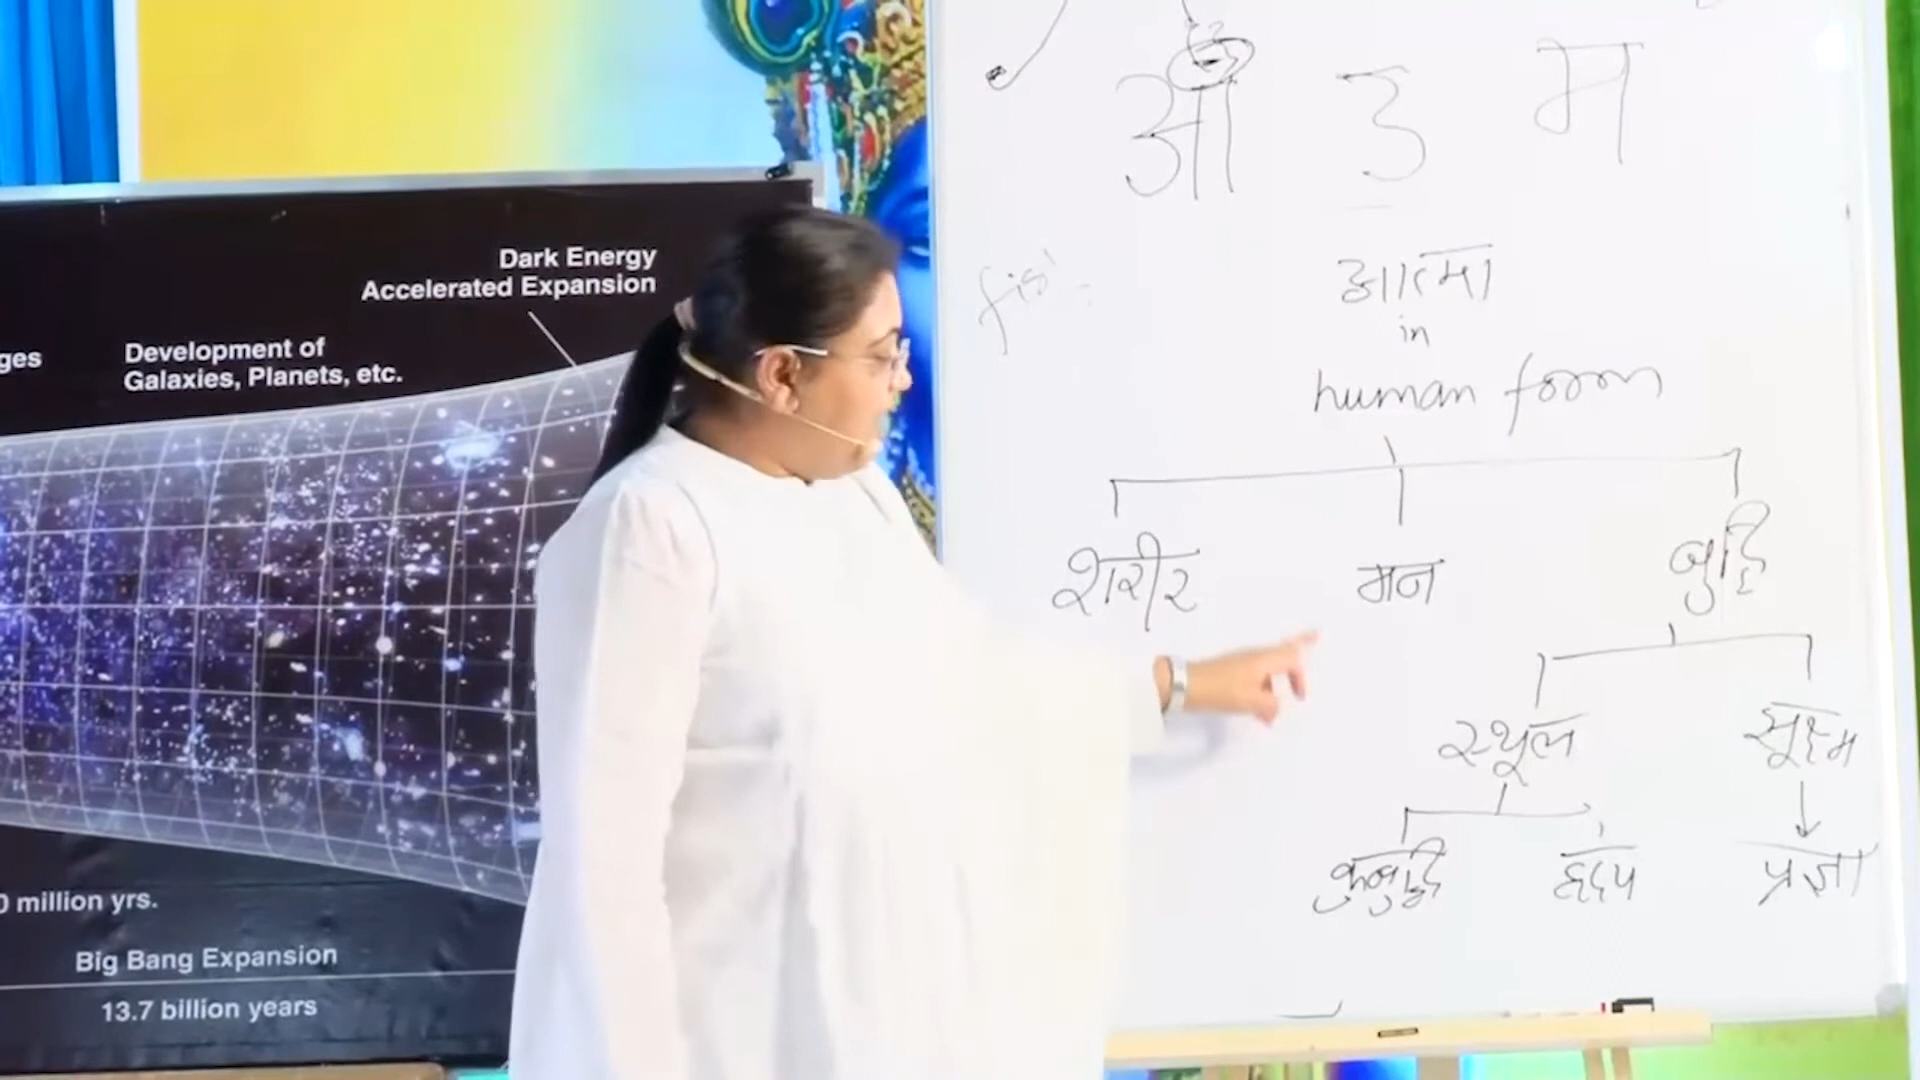 Dark Energy
Accelerated Expansion
ges
Development of
Galaxies, Planets, etc.
0 million yrs.
Big Bang Expansion
13.7 billion years
ओ उ म
आत्मा
in
human form
शरीर मन बुद्धि
स्थूल सूक्ष्म
कुबुद्धि हृदय प्रज्ञा